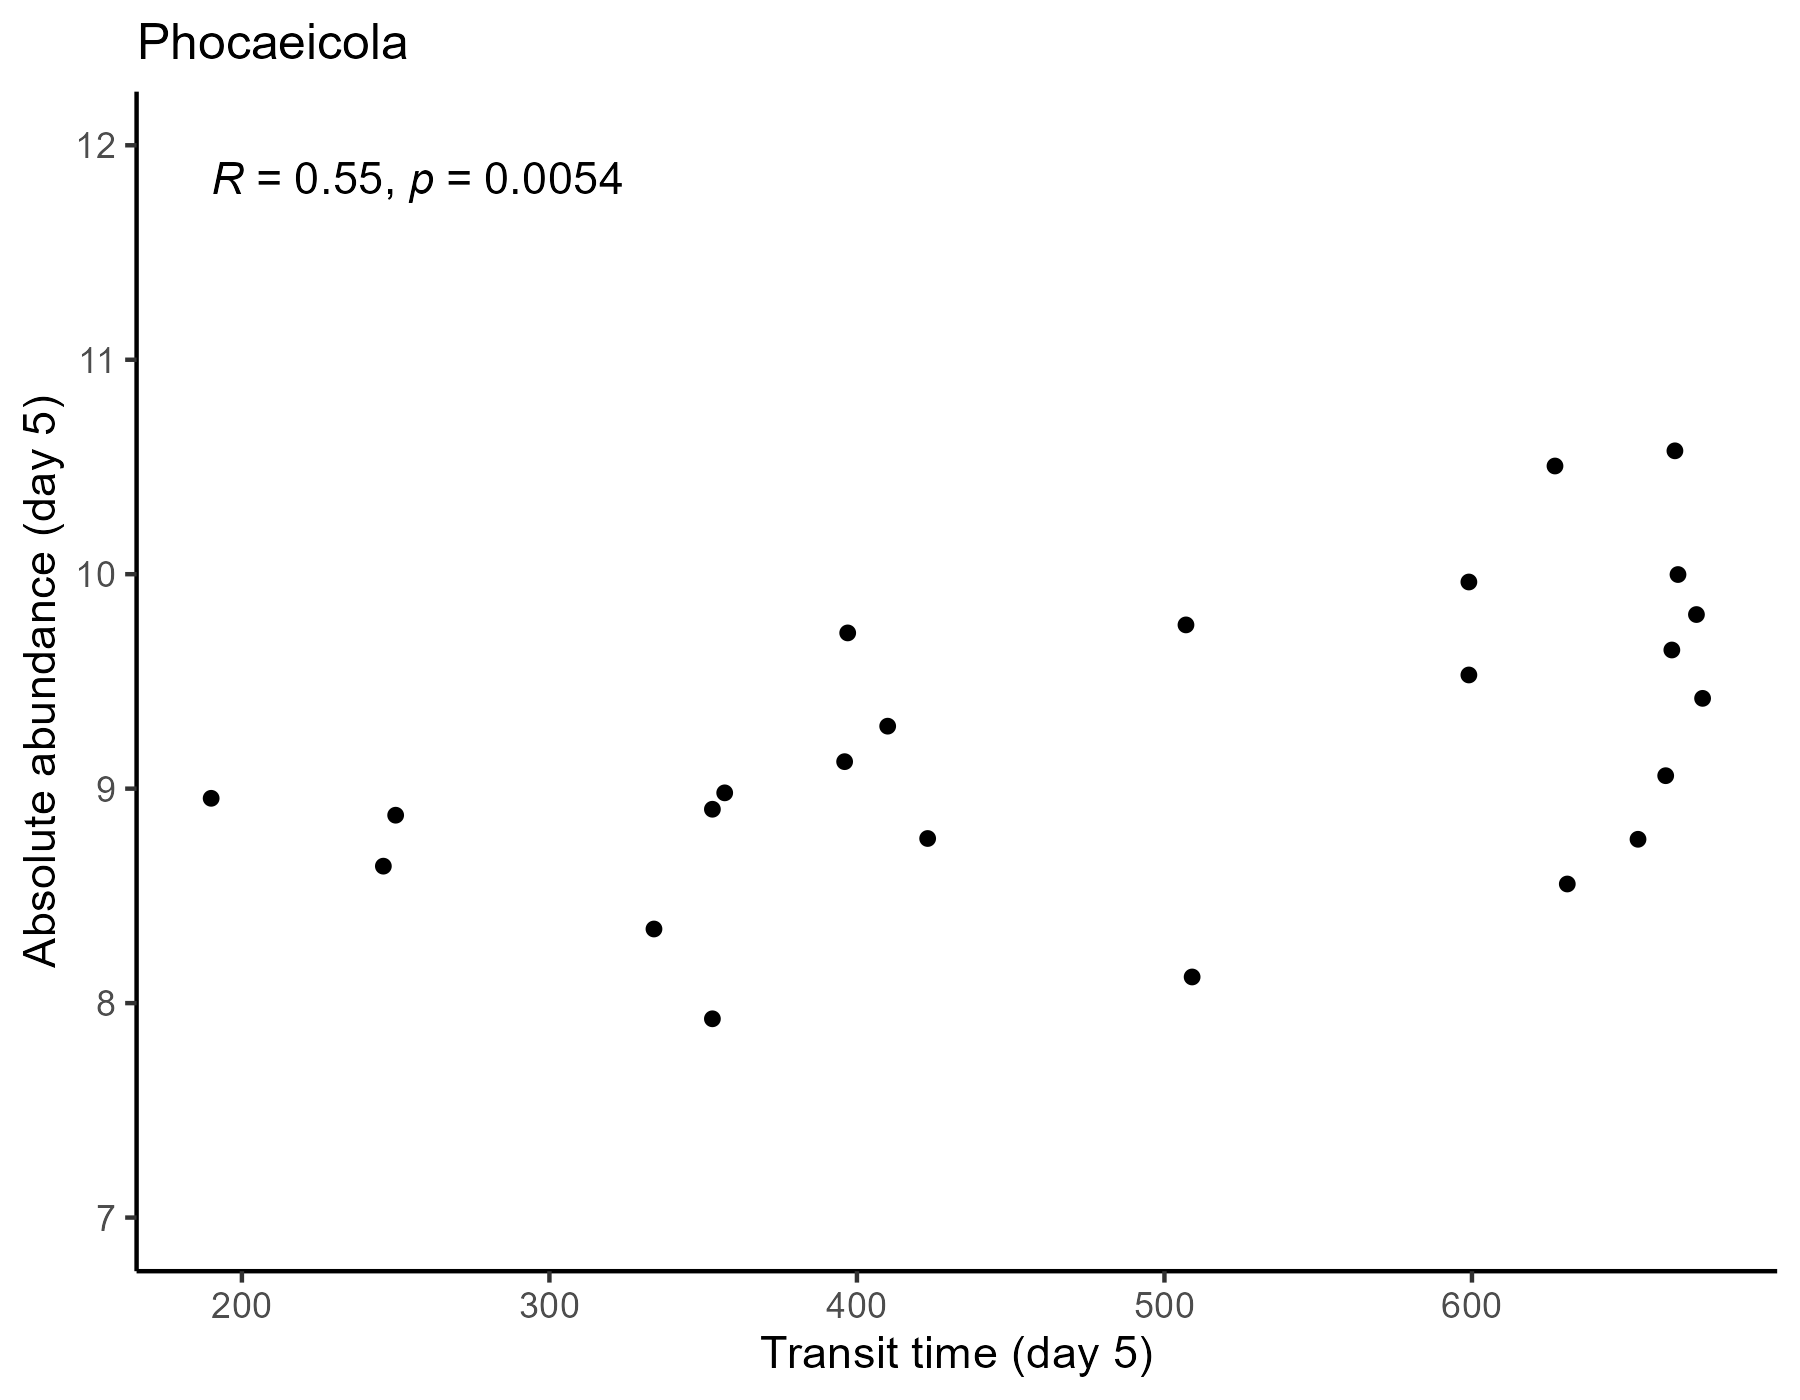 Phocaeicola
R = 0.55, p = 0.0054
12
11
10
9
8
7
Absolute abundance (day 5)
200 300 400 500 600
Transit time (day 5)